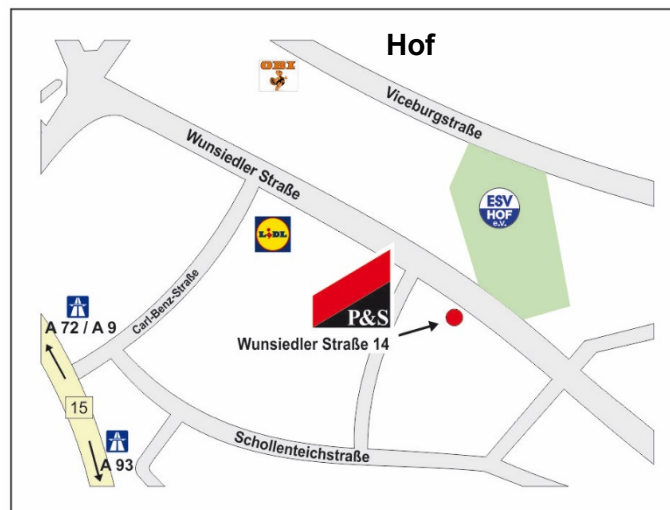 Hof
OBI
Viceburgstraße
Wunsiedler Straße
ESV
HOF
e.V.
LiDL
Carl-Benz-Straße
P&S
Wunsiedler Straße 14
A 72 / A 9
15
A 93
Schollenteichstraße